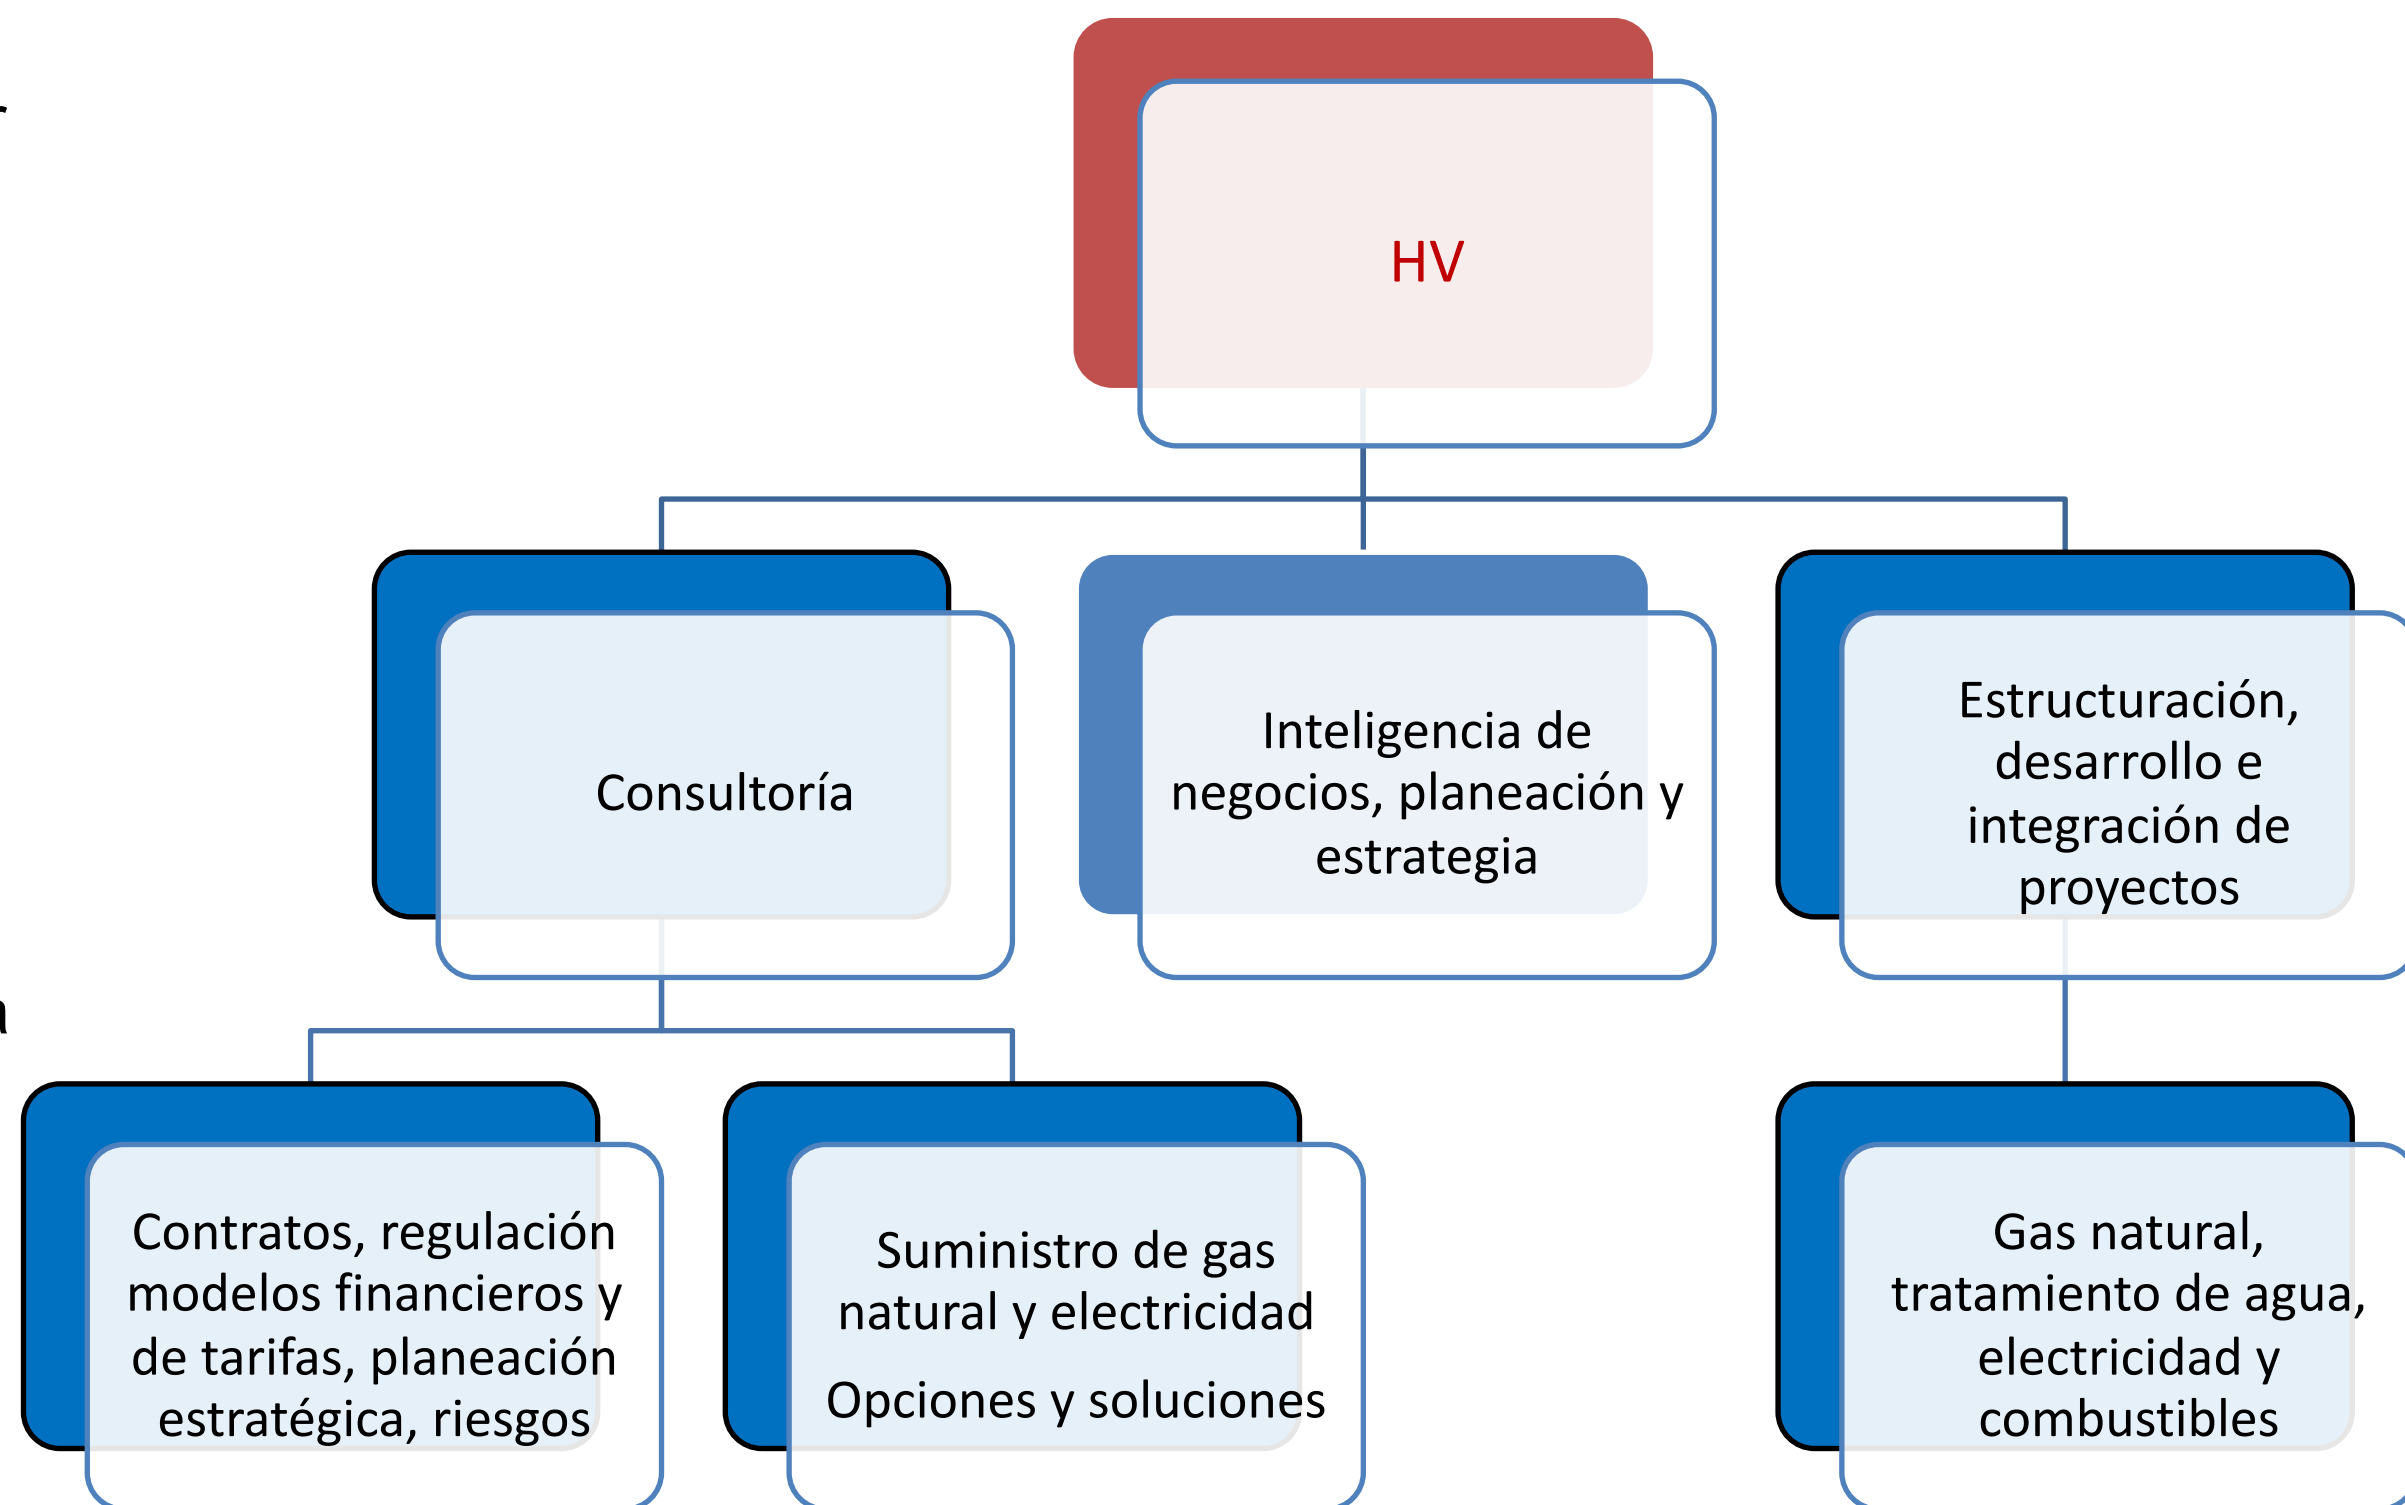 HV
Consultoría
Inteligencia de
negocios, planeación y
estrategia
Estructuración,
desarrollo e
integración de
proyectos
Contratos, regulación
modelos financieros y
de tarifas, planeación
estratégica, riesgos
Suministro de gas
natural y electricidad
Opciones y soluciones
Gas natural,
tratamiento de agua,
electricidad y
combustibles